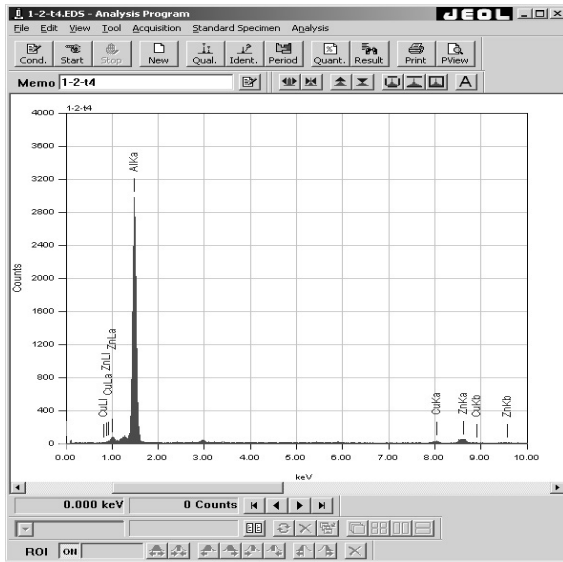 1-2-t4.EDS - Analysis Program
JEOL
File Edit View Tool Acquisition Standard Specimen Analysis
Cond. Start Stop New Qual. Ident. Period Quant. Result Print PView
Memo 1-2-t4
A
1-2-t4
4000
3600
3200
2800
2400
2000
1600
1200
800
400
0
Counts
CuLl
CuLa
ZnLl
ZnLa
AlKa
CuKa
ZnKa
CuKb
ZnKb
0.00 1.00 2.00 3.00 4.00 5.00 6.00 7.00 8.00 9.00 10.00
keV
0.000 keV 0 Counts
ROI ON